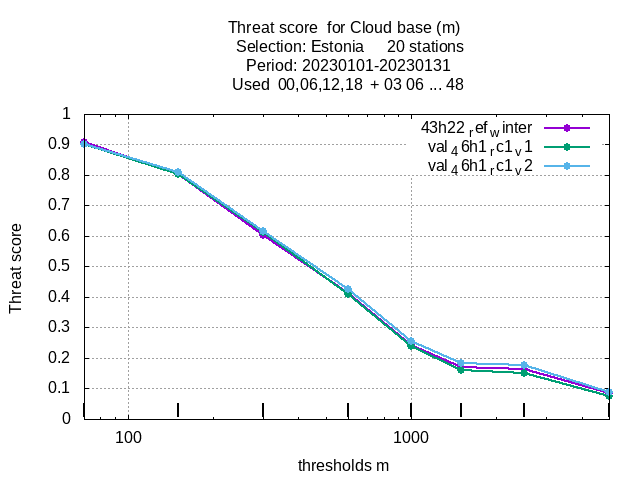 Threat score  for Cloud base (m)
Selection: Estonia     20 stations
Period: 20230101-20230131
Used  00,06,12,18  + 03 06 ... 48
1
0.9
0.8
0.7
0.6
0.5
0.4
0.3
0.2
0.1
0
Threat score
43h22 ref winter
val 4 6h1 r c1 v 1
val 4 6h1 r c1 v 2
100
1000
thresholds m